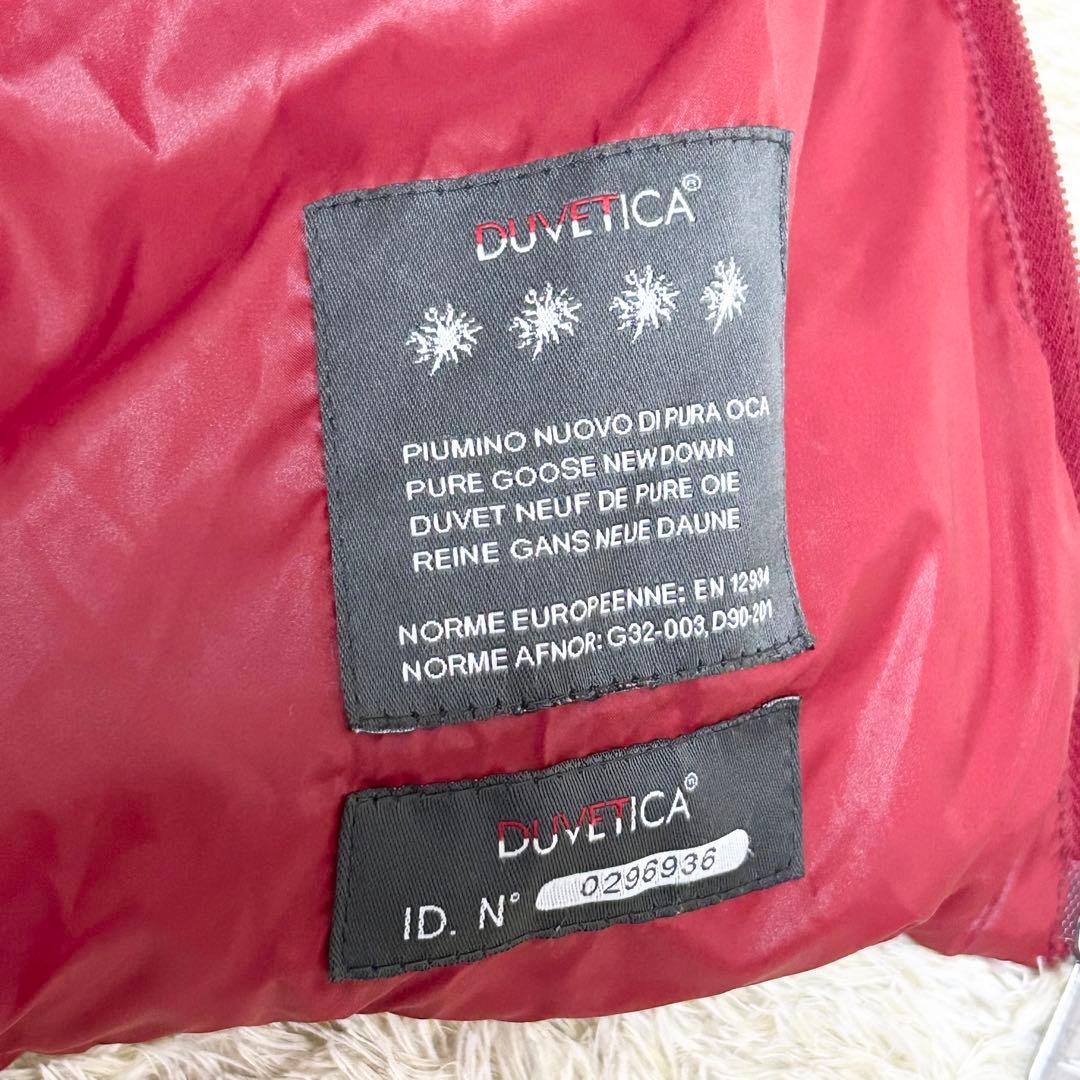 DUVETICA®
PIUMINO NUOVO DI PURA OCA
PURE GOOSE NEW DOWN
DUVET NEUF DE PURE OIE
REINE GANS NEUE DAUNE
NORME EUROPEENNE: EN 12934
NORME AFNOR: G32-003, D90-201
DUVETICA®
ID. N° 0296936